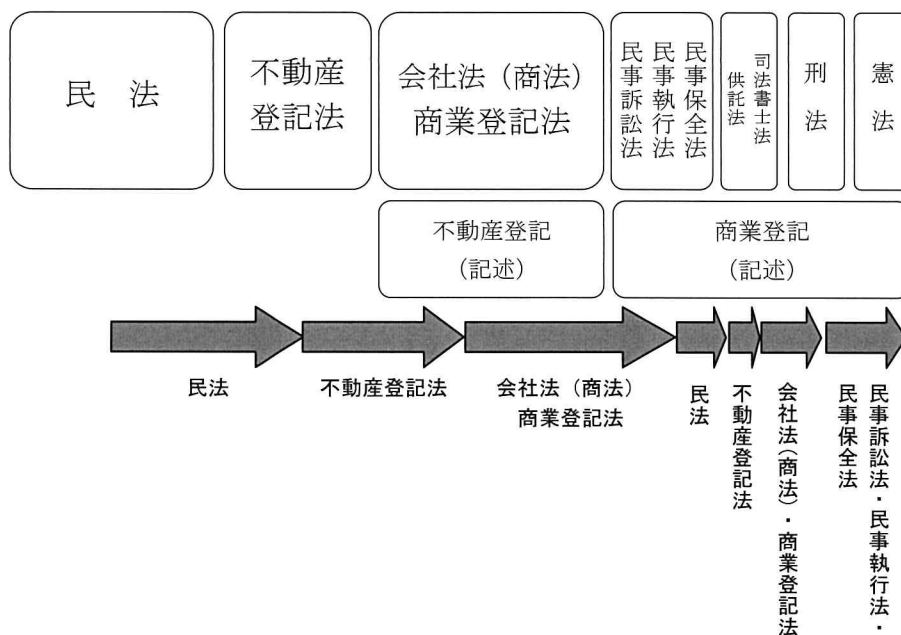 民　法
不動産
登記法
会社法（商法）
商業登記法
民事保全法
民事執行法
民事訴訟法
司法書士法
供託法
刑　法
憲　法
不動産登記
（記述）
商業登記
（記述）
民法
不動産登記法
会社法（商法）
商業登記法
民法
不動産登記法
会社法（商法）・商業登記法
民事訴訟法・民事執行法・
民事保全法